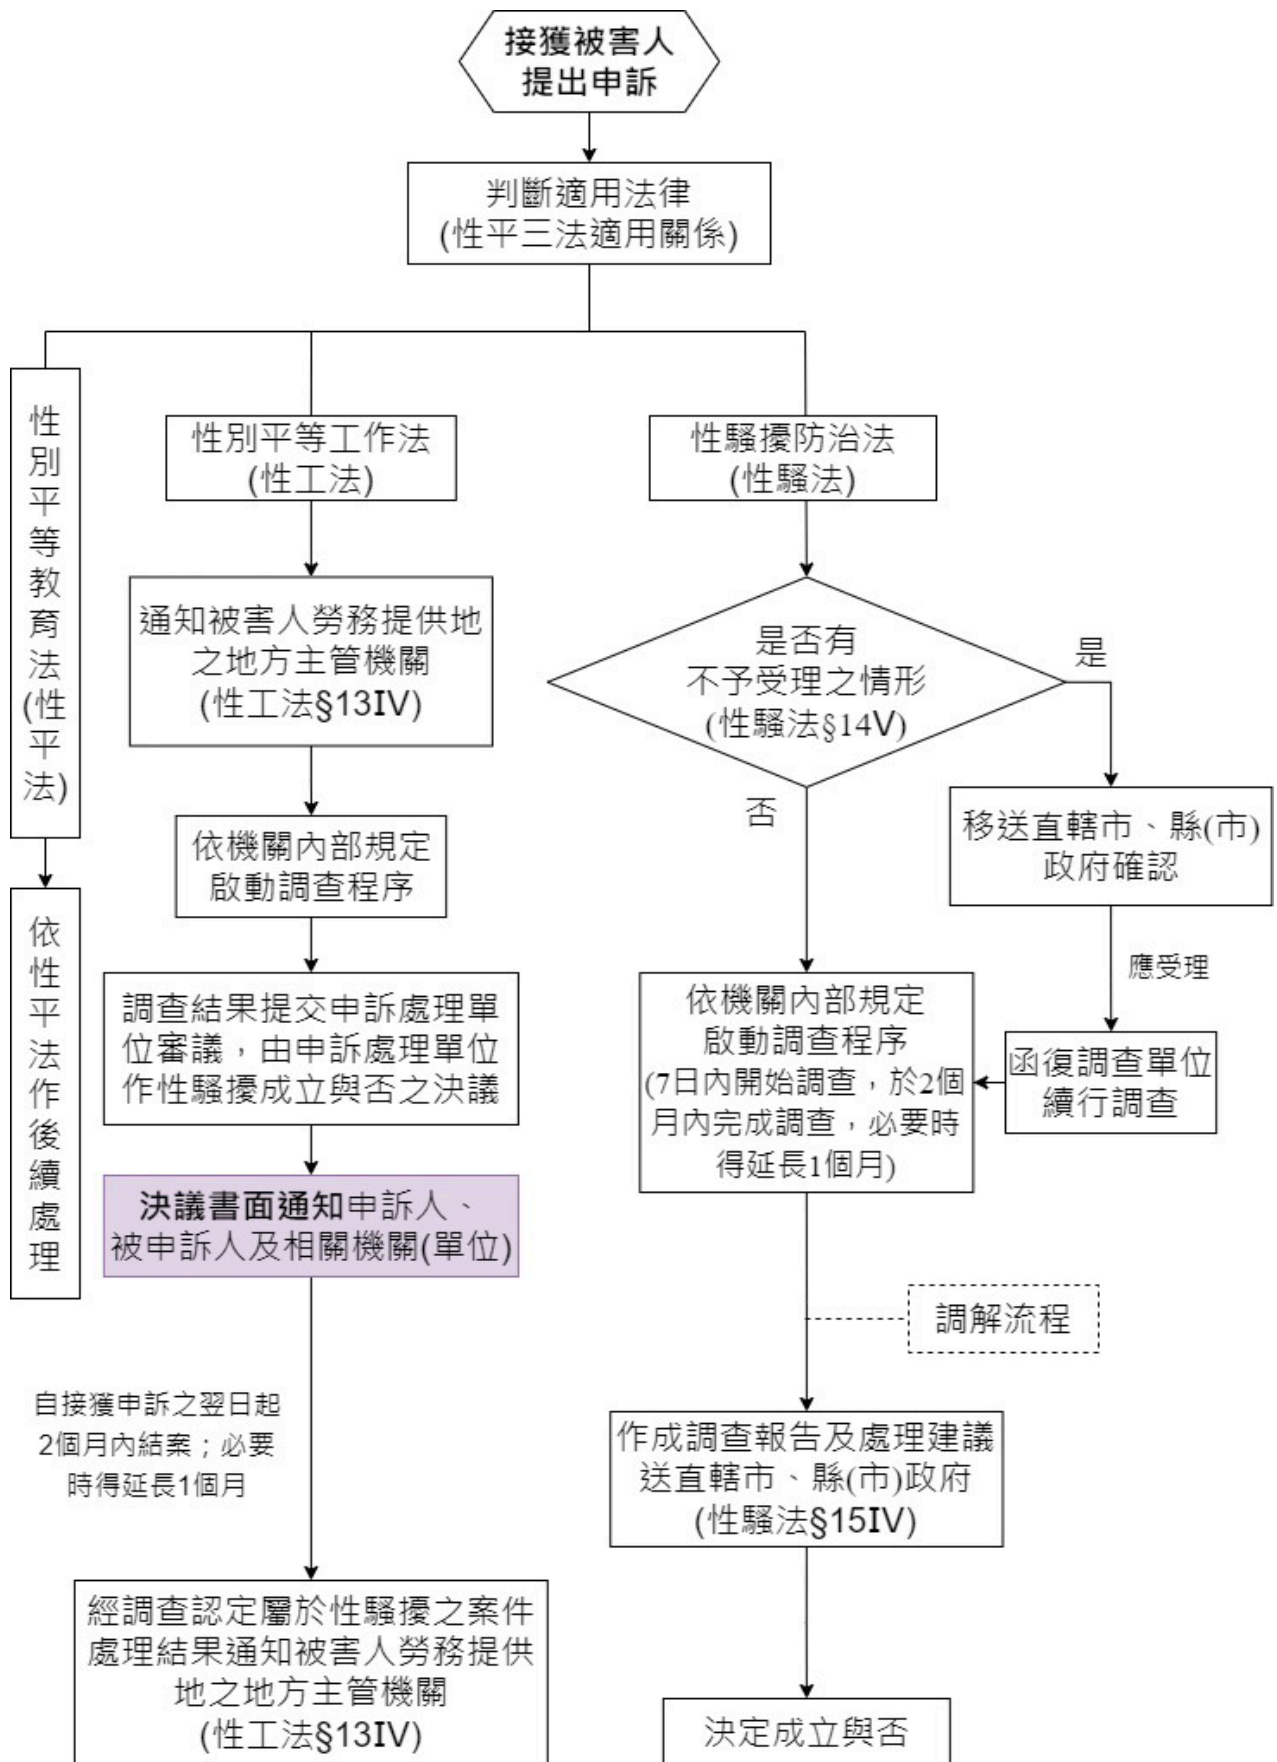 接獲被害人
提出申訴
判斷適用法律
(性平三法適用關係)
性別平等教育法(性平法)
依性平法作後續處理
性別平等工作法
(性工法)
通知被害人勞務提供地
之地方主管機關
(性工法§13IV)
依機關內部規定
啟動調查程序
調查結果提交申訴處理單
位審議，由申訴處理單位
作性騷擾成立與否之決議
決議書面通知申訴人、
被申訴人及相關機關(單位)
自接獲申訴之翌日起
2個月內結案；必要
時得延長1個月
經調查認定屬於性騷擾之案件
處理結果通知被害人勞務提供
地之地方主管機關
(性工法§13IV)
性騷擾防治法
(性騷法)
是否有
不予受理之情形
(性騷法§14V)
是
否
移送直轄市、縣(市)
政府確認
應受理
函復調查單位
續行調查
依機關內部規定
啟動調查程序
(7日內開始調查，於2個
月內完成調查，必要時
得延長1個月)
調解流程
作成調查報告及處理建議
送直轄市、縣(市)政府
(性騷法§15IV)
決定成立與否